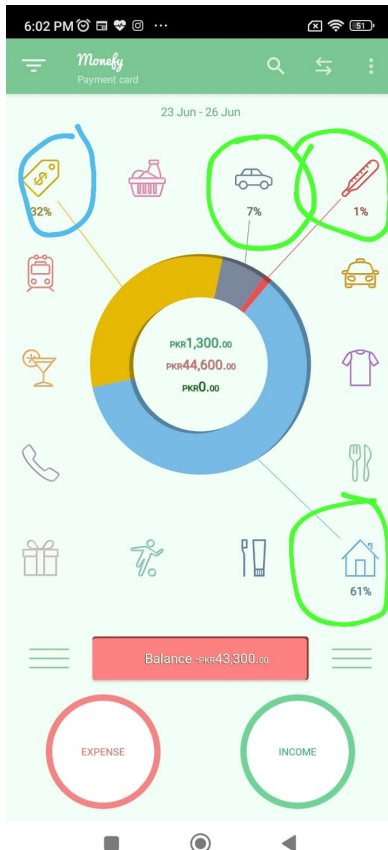 6:02 PM
51
Monefy
Payment card
23 Jun - 26 Jun
$
32%
7%
1%
PKR1,300.00
PKR44,600.00
PKR0.00
61%
Balance -PKR43,300.00
EXPENSE
INCOME